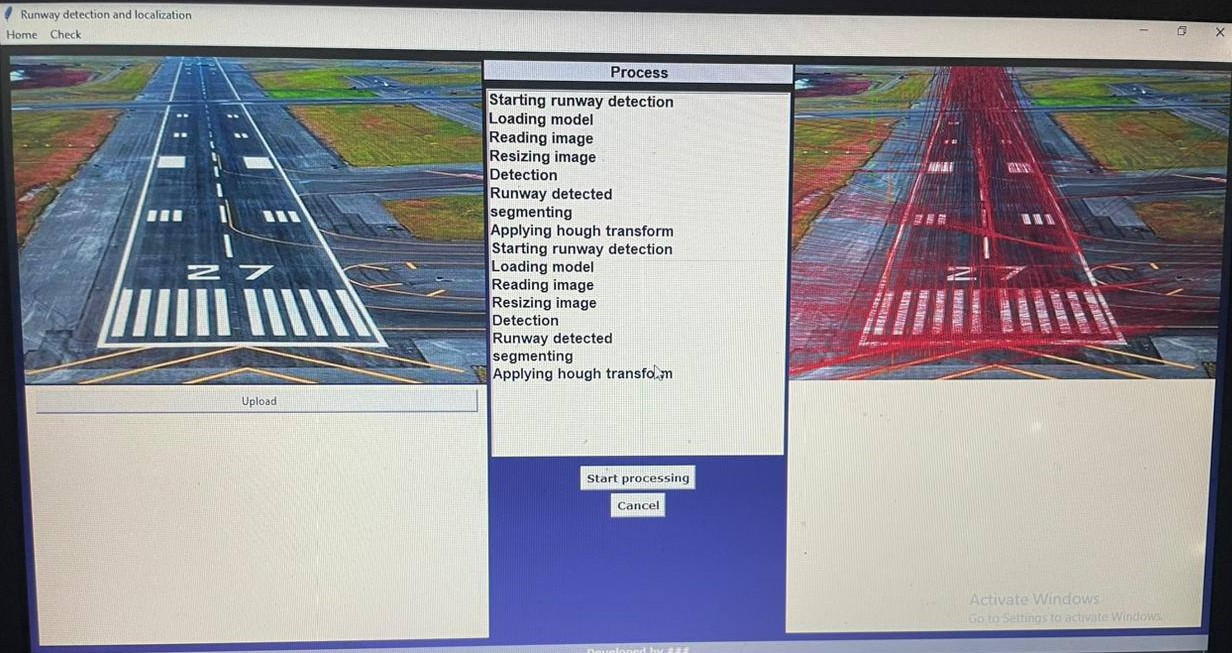 Runway detection and localization
Home Check
Process
Starting runway detection
Loading model
Reading image
Resizing image
Detection
Runway detected
segmenting
Applying hough transform
Starting runway detection
Loading model
Reading image
Resizing image
Detection
Runway detected
segmenting
Applying hough transform
27
27
Upload
Start processing
Cancel
Activate Windows
Go to Settings to activate Windows.
Developed by ###